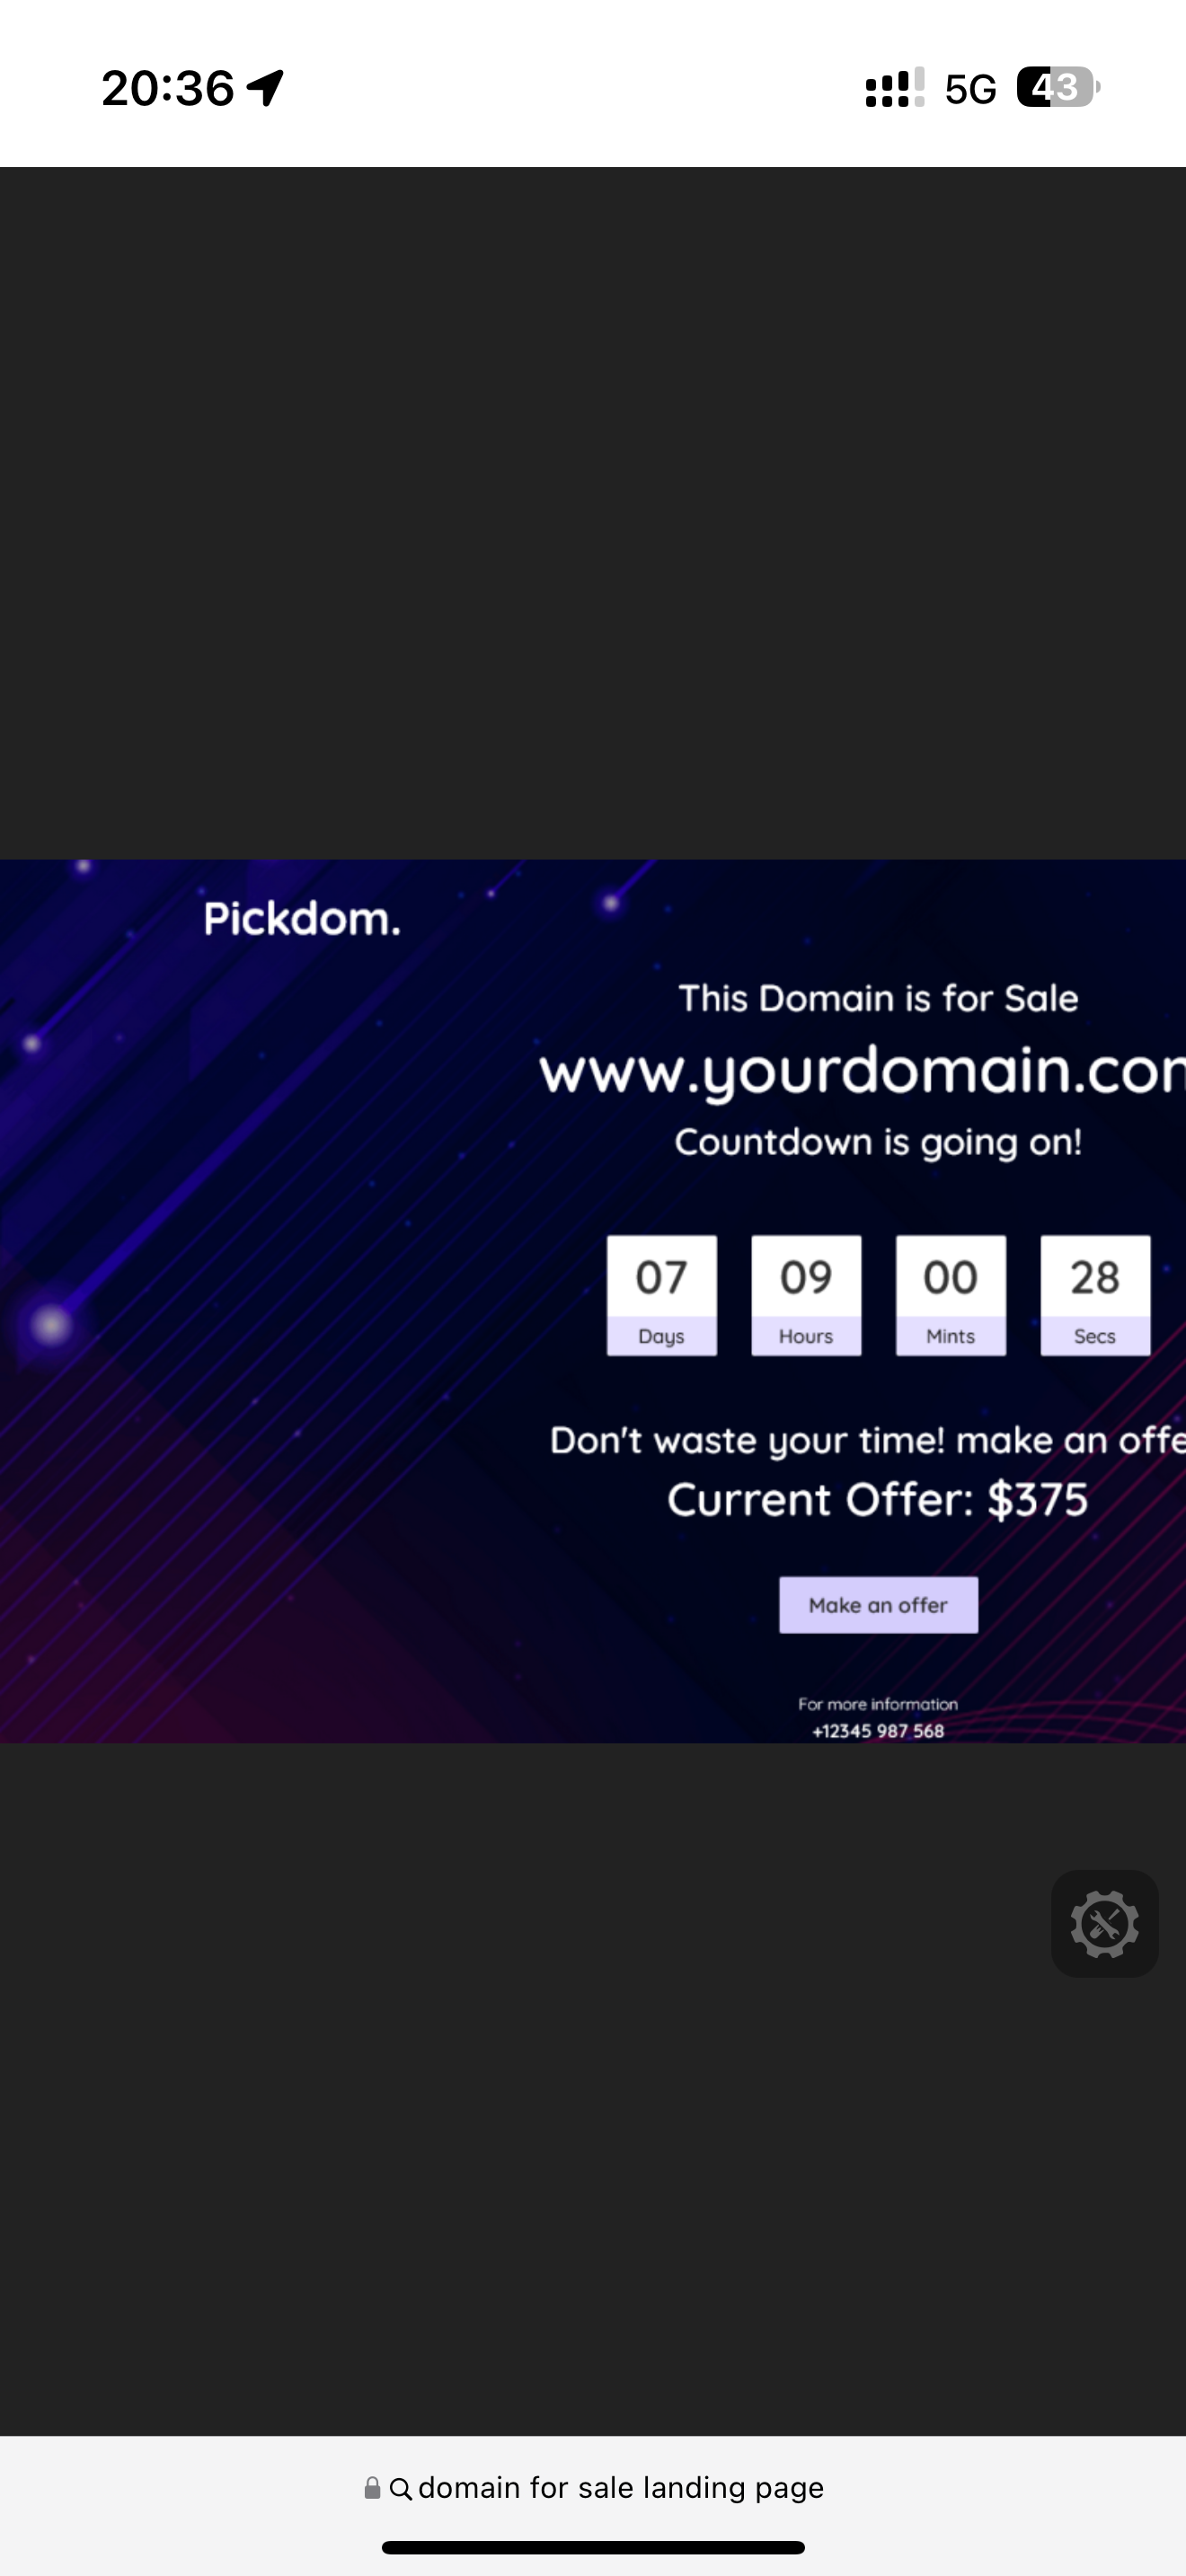 20:36 5G 43
Pickdom.
This Domain is for Sale
www.yourdomain.con
Countdown is going on!
07 09 00 28
Days Hours Mints Secs
Don't waste your time! make an offe
Current Offer: $375
Make an offer
For more information
+12345 987 568
domain for sale landing page